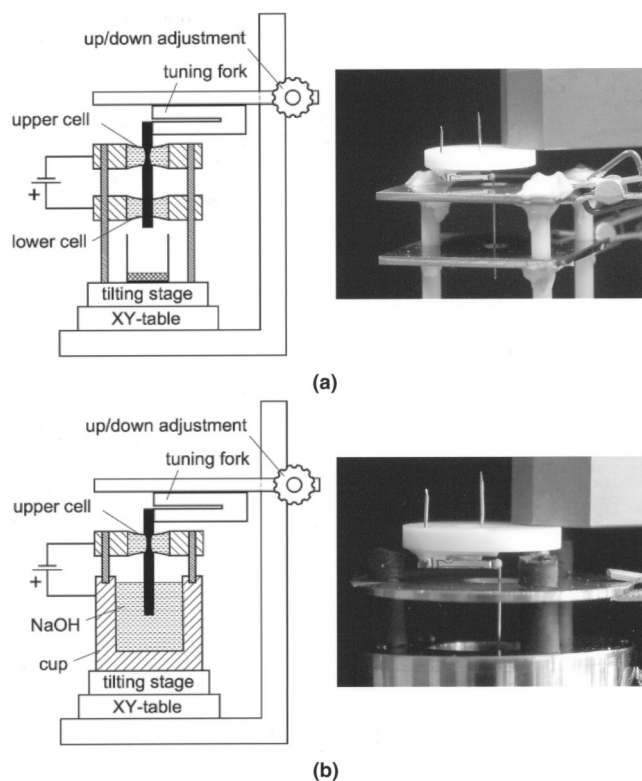 up/down adjustment
tuning fork
upper cell
+
lower cell
tilting stage
XY-table
(a)
up/down adjustment
tuning fork
upper cell
+
NaOH
cup
tilting stage
XY-table
(b)